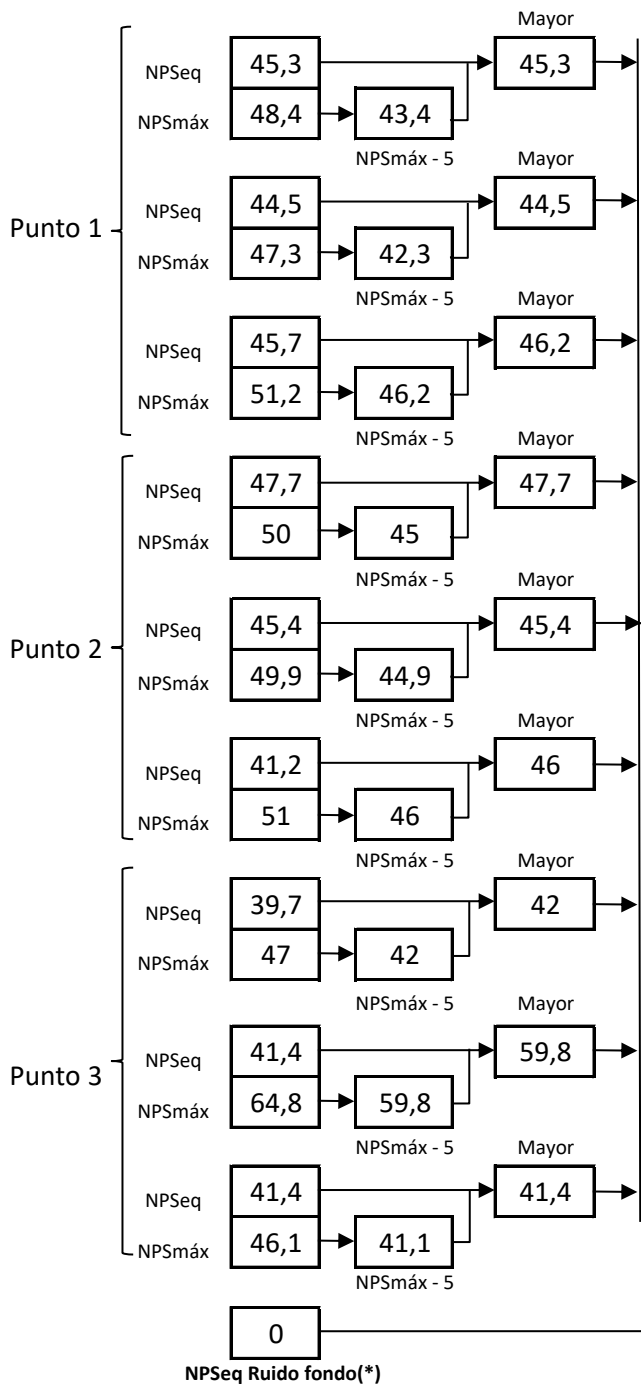 Mayor
NPSeq 45,3 45,3
NPSmáx 48,4 43,4
NPSmáx - 5
Mayor
Punto 1
NPSeq 44,5 44,5
NPSmáx 47,3 42,3
NPSmáx - 5
Mayor
NPSeq 45,7 46,2
NPSmáx 51,2 46,2
NPSmáx - 5
Mayor
NPSeq 47,7 47,7
NPSmáx 50 45
NPSmáx - 5
Mayor
Punto 2
NPSeq 45,4 45,4
NPSmáx 49,9 44,9
NPSmáx - 5
Mayor
NPSeq 41,2 46
NPSmáx 51 46
NPSmáx - 5
Mayor
NPSeq 39,7 42
NPSmáx 47 42
NPSmáx - 5
Mayor
Punto 3
NPSeq 41,4 59,8
NPSmáx 64,8 59,8
NPSmáx - 5
Mayor
NPSeq 41,4 41,4
NPSmáx 46,1 41,1
NPSmáx - 5
0
NPSeq Ruido fondo(*)